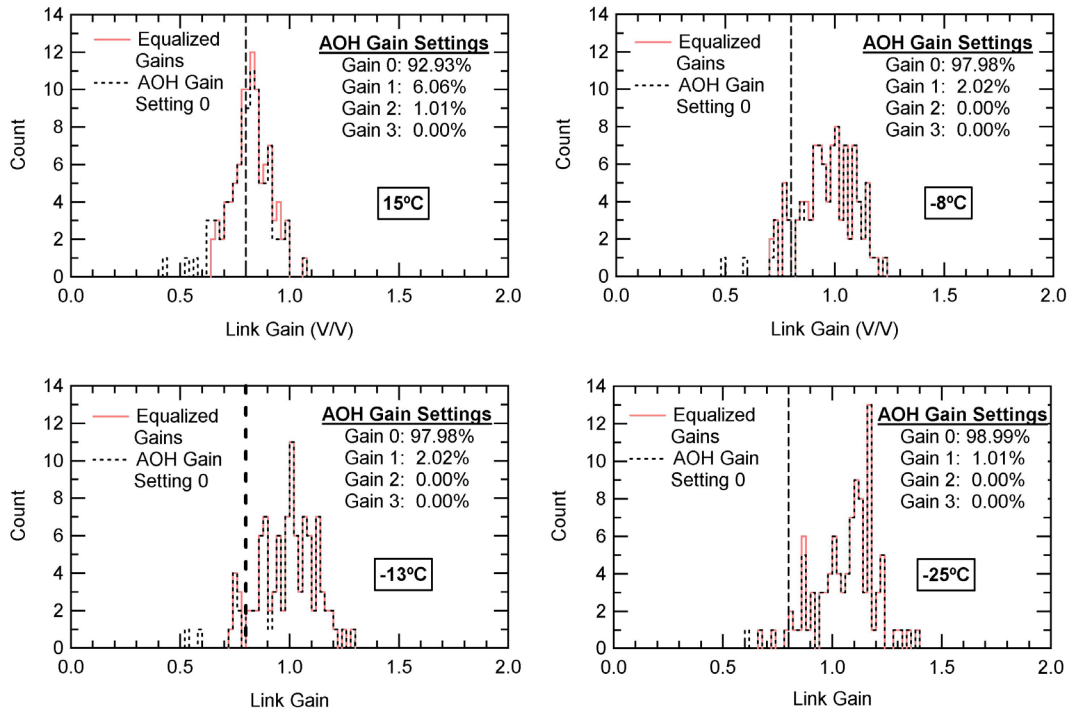 14
12
10
8
6
4
2
0
Count
Equalized
Gains
AOH Gain
Setting 0
AOH Gain Settings
Gain 0: 92.93%
Gain 1: 6.06%
Gain 2: 1.01%
Gain 3: 0.00%
15ºC
0.0 0.5 1.0 1.5 2.0
Link Gain (V/V)
14
12
10
8
6
4
2
0
Count
Equalized
Gains
AOH Gain
Setting 0
AOH Gain Settings
Gain 0: 97.98%
Gain 1: 2.02%
Gain 2: 0.00%
Gain 3: 0.00%
-8ºC
0.0 0.5 1.0 1.5 2.0
Link Gain (V/V)
14
12
10
8
6
4
2
0
Count
Equalized
Gains
AOH Gain
Setting 0
AOH Gain Settings
Gain 0: 97.98%
Gain 1: 2.02%
Gain 2: 0.00%
Gain 3: 0.00%
-13ºC
0.0 0.5 1.0 1.5 2.0
Link Gain
14
12
10
8
6
4
2
0
Count
Equalized
Gains
AOH Gain
Setting 0
AOH Gain Settings
Gain 0: 98.99%
Gain 1: 1.01%
Gain 2: 0.00%
Gain 3: 0.00%
-25ºC
0.0 0.5 1.0 1.5 2.0
Link Gain